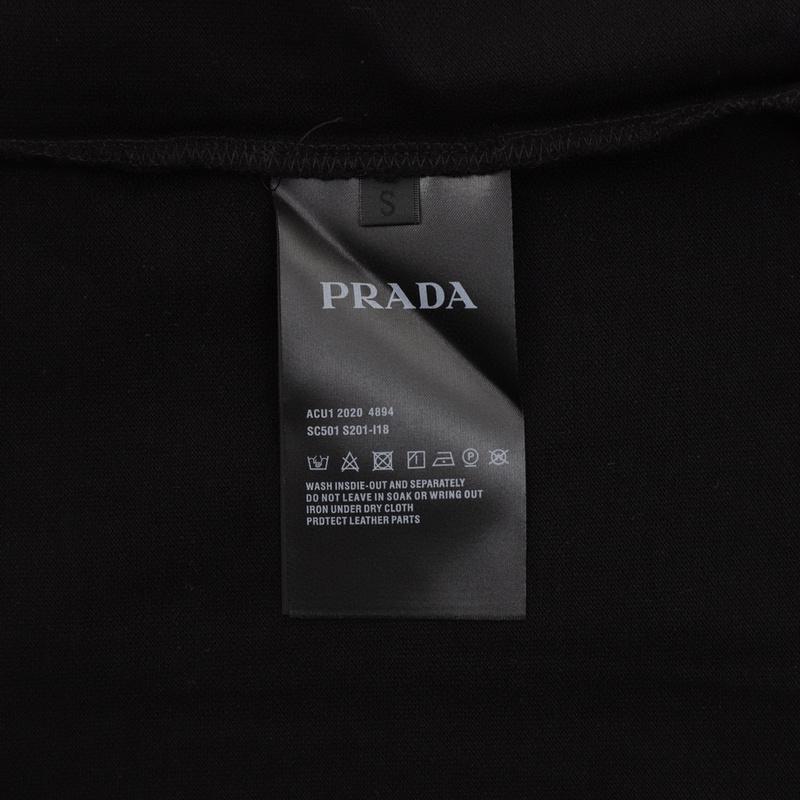 S
PRADA
ACU1 2020 4894
SC501 S201-I18
WASH INSDIE-OUT AND SEPARATELY
DO NOT LEAVE IN SOAK OR WRING OUT
IRON UNDER DRY CLOTH
PRDTECT LEATHER PARTS